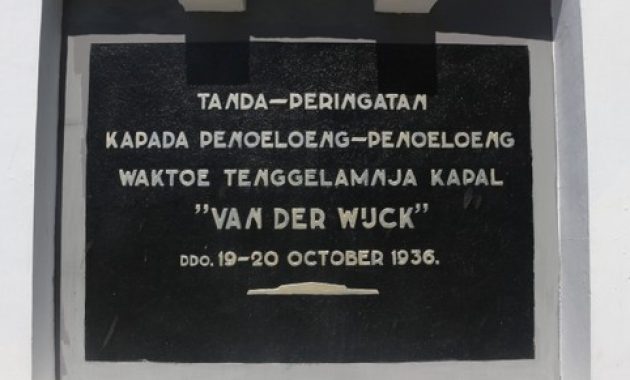 TANDA–PERINGATAN
KAPADA PENOELOENG–PENOELOENG
WAKTOE TENGGELAMNJA KAPAL
"VAN DER WIJCK"
DDO. 19–20 OCTOBER 1936.